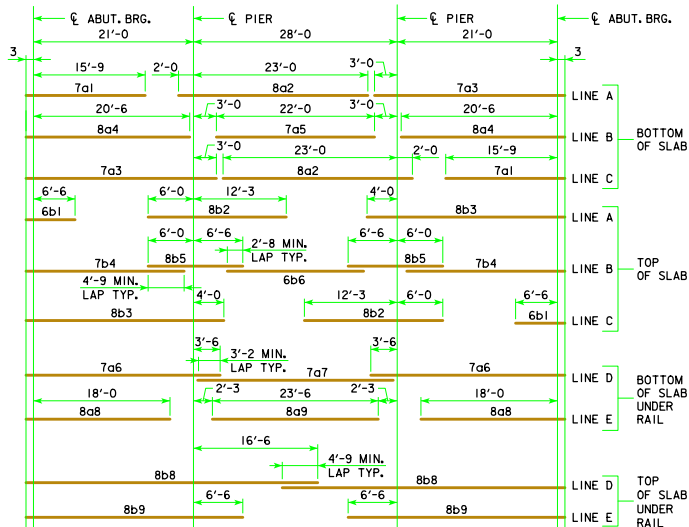 ℄ ABUT. BRG. ℄ PIER ℄ PIER ℄ ABUT. BRG.
21'-0 28'-0 21'-0
3 3
15'-9 2'-0 23'-0 3'-0
7a1 8a2 7a3 LINE A
20'-6 3'-0 22'-0 3'-0 20'-6
8a4 7a5 8a4 LINE B
BOTTOM
OF SLAB
3'-0 23'-0 2'-0 15'-9
7a3 8a2 7a1 LINE C
6'-6 6'-0 12'-3 4'-0
6b1 8b2 8b3 LINE A
6'-0 6'-6 2'-8 MIN. 6'-6 6'-0
LAP TYP.
7b4 8b5 6b6 8b5 7b4 LINE B
TOP
OF SLAB
4'-9 MIN.
LAP TYP.
4'-0 12'-3 6'-0 6'-6
8b3 8b2 6b1 LINE C
3'-6 3'-2 MIN. 3'-6
LAP TYP.
7a6 7a7 7a6 LINE D
18'-0 2'-3 23'-6 2'-3 18'-0
8a8 8a9 8a8 LINE E
BOTTOM
OF SLAB
UNDER
RAIL
16'-6
4'-9 MIN.
LAP TYP.
8b8 8b8 LINE D
6'-6 6'-6
8b9 8b9 LINE E
TOP
OF SLAB
UNDER
RAIL